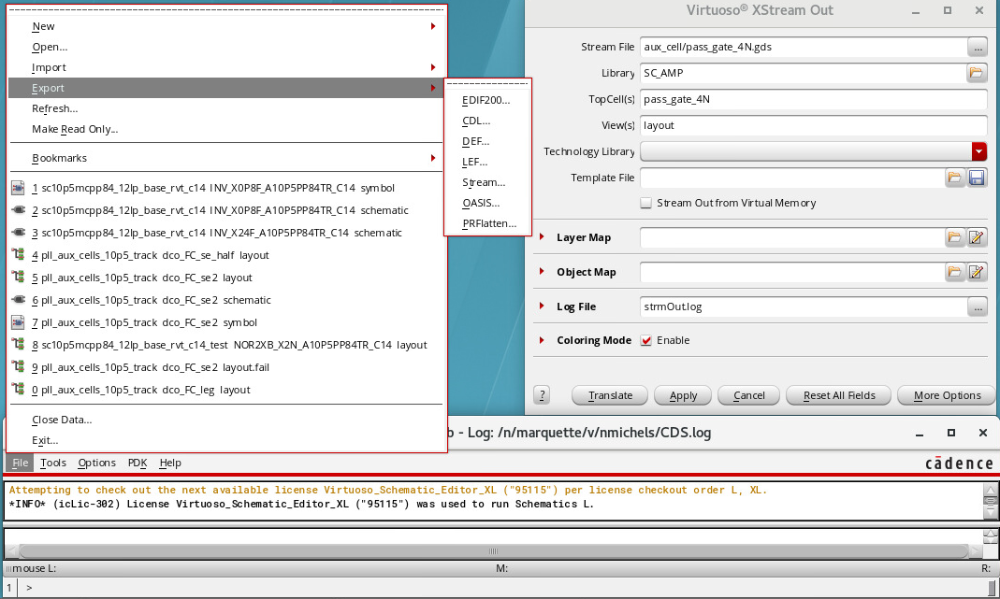 New
Open...
Import
Export
Refresh...
Make Read Only...
Bookmarks
1 sc10p5mcpp84_12lp_base_rvt_c14 INV_X0P8F_A10P5PP84TR_C14 symbol
2 sc10p5mcpp84_12lp_base_rvt_c14 INV_X0P8F_A10P5PP84TR_C14 schematic
3 sc10p5mcpp84_12lp_base_rvt_c14 INV_X24F_A10P5PP84TR_C14 schematic
4 pll_aux_cells_10p5_track dco_FC_se_half layout
5 pll_aux_cells_10p5_track dco_FC_se2 layout
6 pll_aux_cells_10p5_track dco_FC_se2 schematic
7 pll_aux_cells_10p5_track dco_FC_se2 symbol
8 sc10p5mcpp84_12lp_base_rvt_c14_test NOR2XB_X2N_A10P5PP84TR_C14 layout
9 pll_aux_cells_10p5_track dco_FC_se2 layout.fail
0 pll_aux_cells_10p5_track dco_FC_leg layout
Close Data...
Exit...
EDIF200...
CDL...
DEF...
LEF...
Stream...
OASIS...
PRFlatten...
Virtuoso® XStream Out
Stream File aux_cell/pass_gate_4N.gds ...
Library SC_AMP
TopCell(s) pass_gate_4N
View(s) layout
Technology Library
Template File
Stream Out from Virtual Memory
Layer Map
Object Map
Log File strmOut.log ...
Coloring Mode Enable
? Translate Apply Cancel Reset All Fields More Options
b - Log: /n/marquette/v/nmichels/CDS.log
File Tools Options PDK Help cādence
Attempting to check out the next available license Virtuoso_Schematic_Editor_XL ("95115") per license checkout order L, XL.
*INFO* (icLic-302) License Virtuoso_Schematic_Editor_XL ("95115") was used to run Schematics L.
mouse L: M: R:
1 >